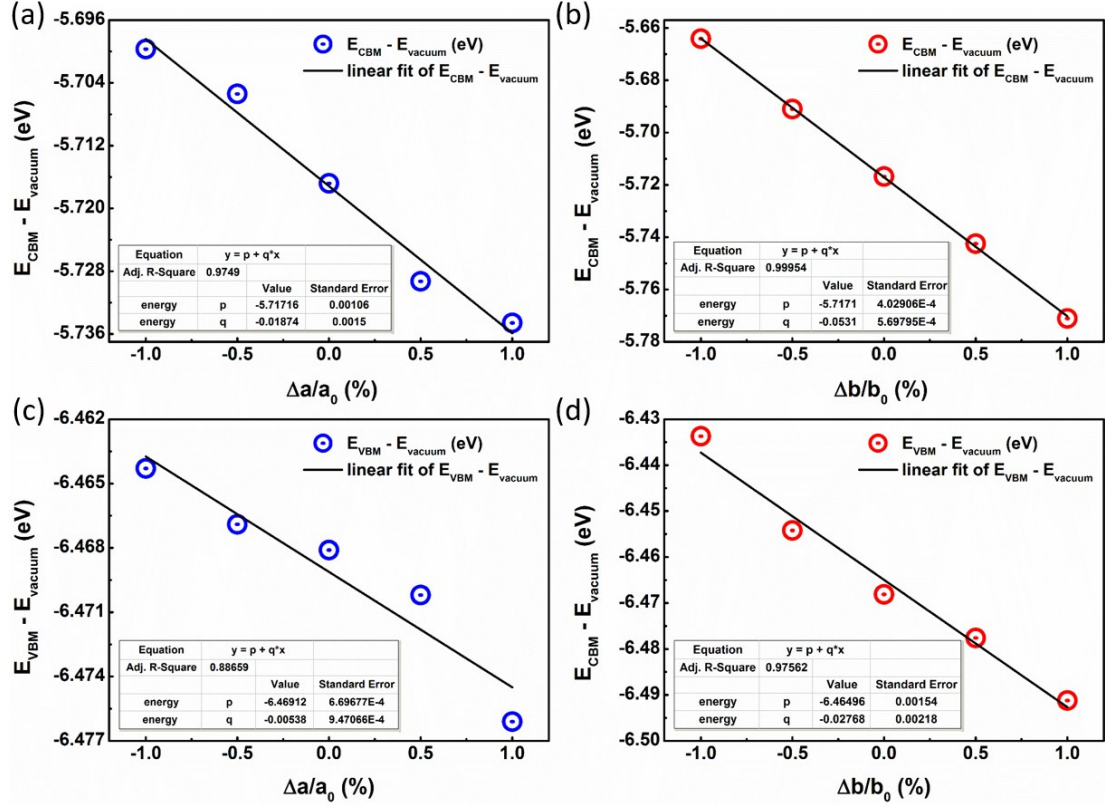 (a)
-5.696
-5.704
-5.712
-5.720
-5.728
-5.736
E_CBM - E_vacuum (eV)
E_CBM - E_vacuum (eV)
linear fit of E_CBM - E_vacuum
Equation y = p + q*x
Adj. R-Square 0.9749
Value Standard Error
energy p -5.71716 0.00106
energy q -0.01874 0.0015
-1.0 -0.5 0.0 0.5 1.0
Δa/a₀ (%)
(b)
-5.66
-5.68
-5.70
-5.72
-5.74
-5.76
-5.78
E_CBM - E_vacuum (eV)
E_CBM - E_vacuum (eV)
linear fit of E_CBM - E_vacuum
Equation y = p + q*x
Adj. R-Square 0.99954
Value Standard Error
energy p -5.7171 4.02906E-4
energy q -0.0531 5.69795E-4
-1.0 -0.5 0.0 0.5 1.0
Δb/b₀ (%)
(c)
-6.462
-6.465
-6.468
-6.471
-6.474
-6.477
E_VBM - E_vacuum (eV)
E_VBM - E_vacuum (eV)
linear fit of E_VBM - E_vacuum
Equation y = p + q*x
Adj. R-Square 0.88659
Value Standard Error
energy p -6.46912 6.69677E-4
energy q -0.00538 9.47066E-4
-1.0 -0.5 0.0 0.5 1.0
Δa/a₀ (%)
(d)
-6.43
-6.44
-6.45
-6.46
-6.47
-6.48
-6.49
-6.50
E_CBM - E_vacuum (eV)
E_VBM - E_vacuum (eV)
linear fit of E_VBM - E_vacuum
Equation y = p + q*x
Adj. R-Square 0.97562
Value Standard Error
energy p -6.46496 0.00154
energy q -0.02768 0.00218
-1.0 -0.5 0.0 0.5 1.0
Δb/b₀ (%)